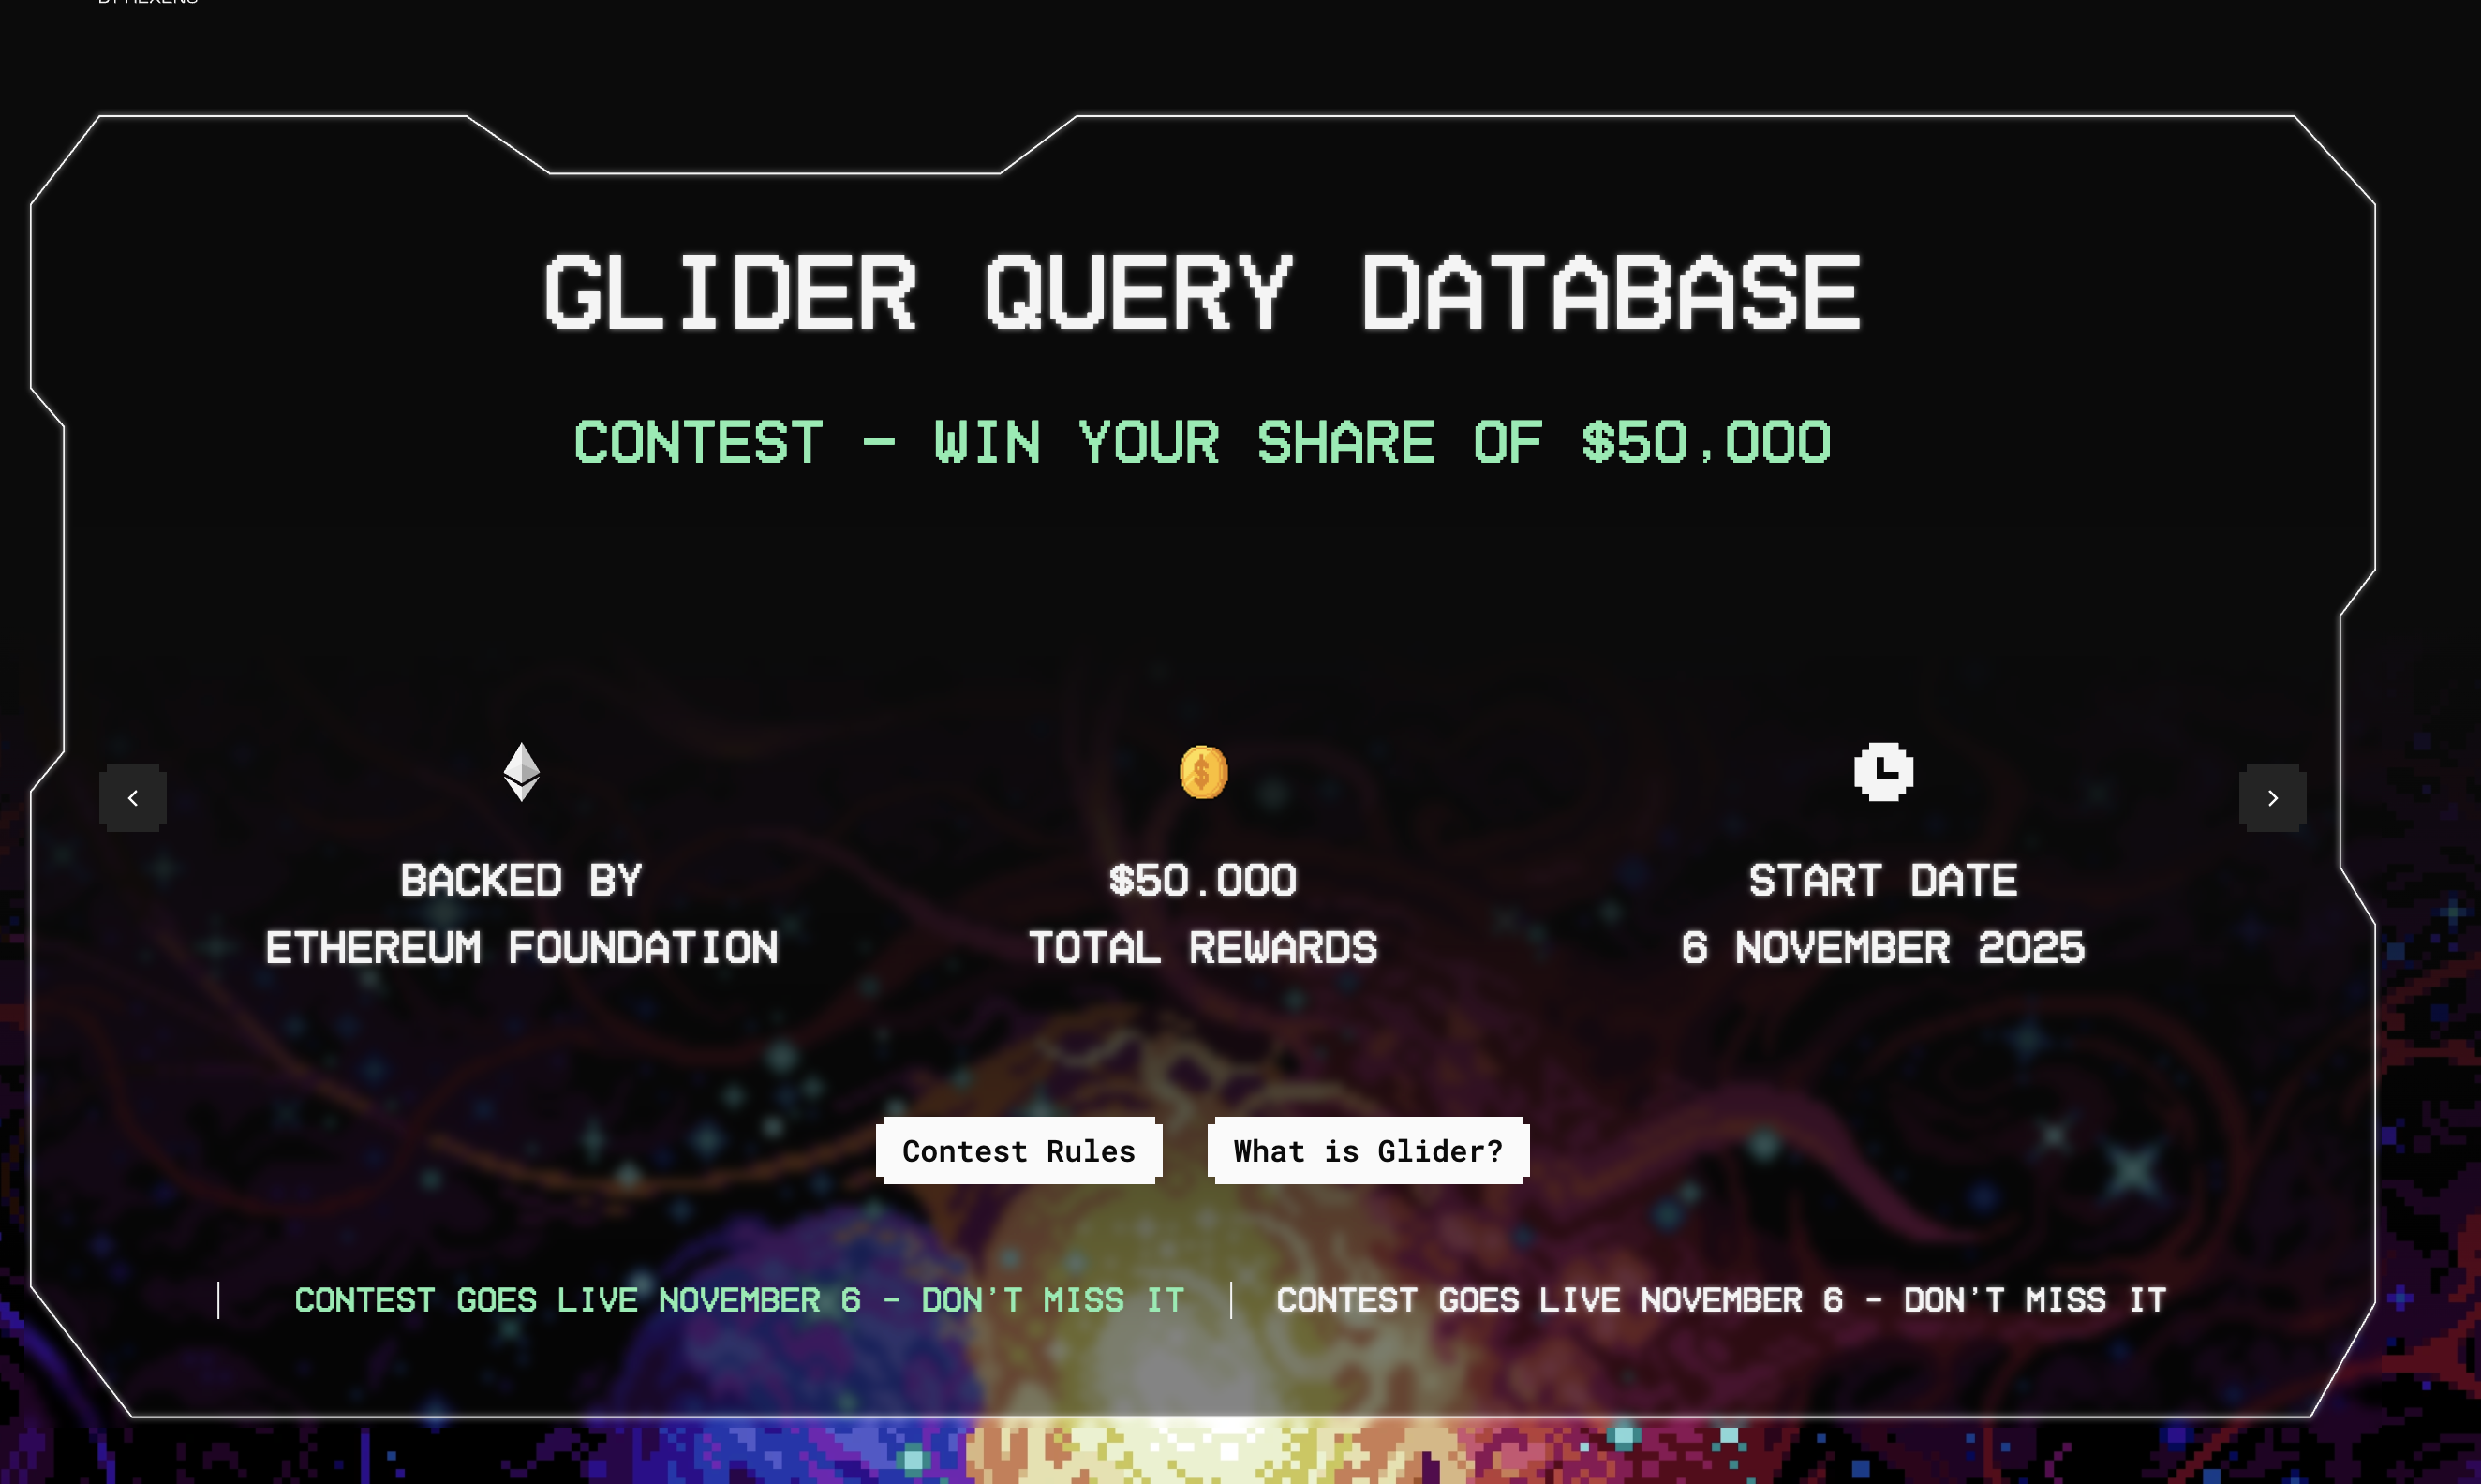 BY HEXENS
GLIDER QUERY DATABASE
CONTEST – WIN YOUR SHARE OF $50,000
BACKED BY
ETHEREUM FOUNDATION
$50.000
TOTAL REWARDS
START DATE
6 NOVEMBER 2025
Contest Rules
What is Glider?
CONTEST GOES LIVE NOVEMBER 6 – DON'T MISS IT
CONTEST GOES LIVE NOVEMBER 6 – DON'T MISS IT